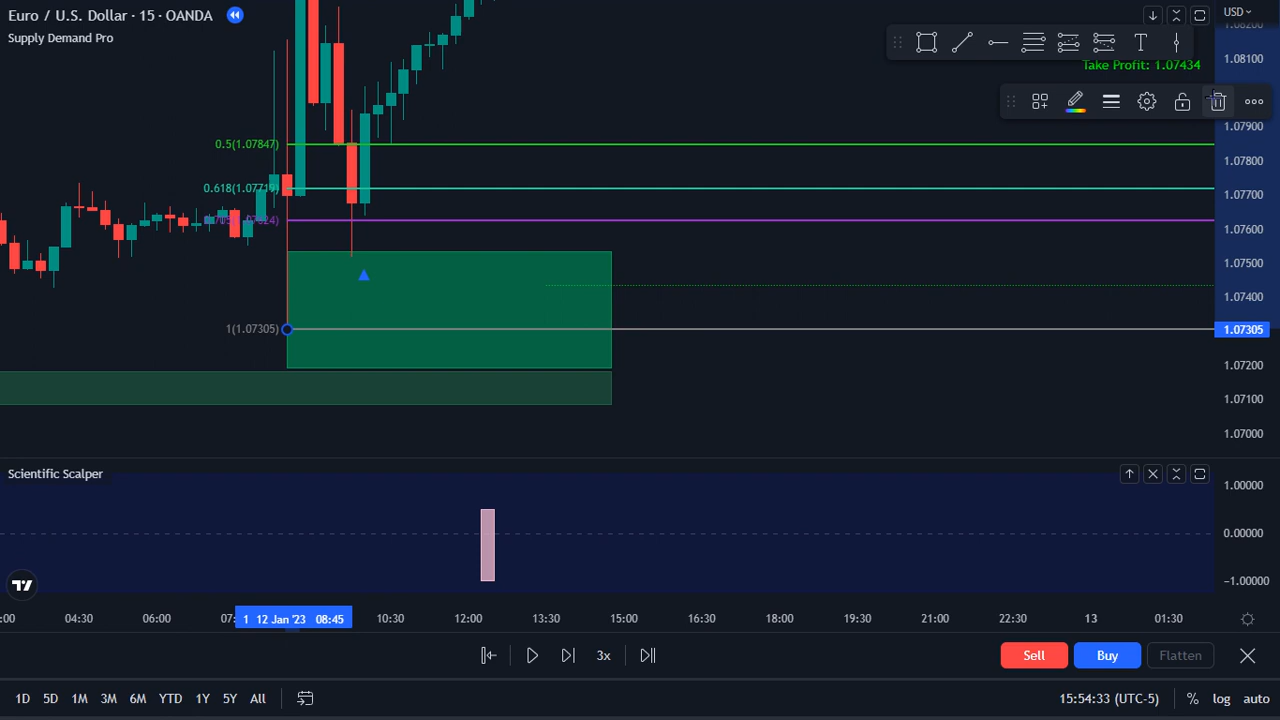 Euro / U.S. Dollar · 15 · OANDA
Supply Demand Pro
USD
1.08200
T
Take Profit: 1.07434
1.08100
1.07900
0.5(1.07847)
1.07800
0.618(1.07719)
1.07700
1.07600
1.07500
1.07400
1(1.07305)
1.07305
1.07200
1.07100
1.07000
Scientific Scalper
1.00000
0.00000
−1.00000
:00 04:30 06:00 07: 1 12 Jan '23 08:45 10:30 12:00 13:30 15:00 16:30 18:00 19:30 21:00 22:30 13 01:30
3x Sell Buy Flatten
1D 5D 1M 3M 6M YTD 1Y 5Y All 15:54:33 (UTC-5) % log auto